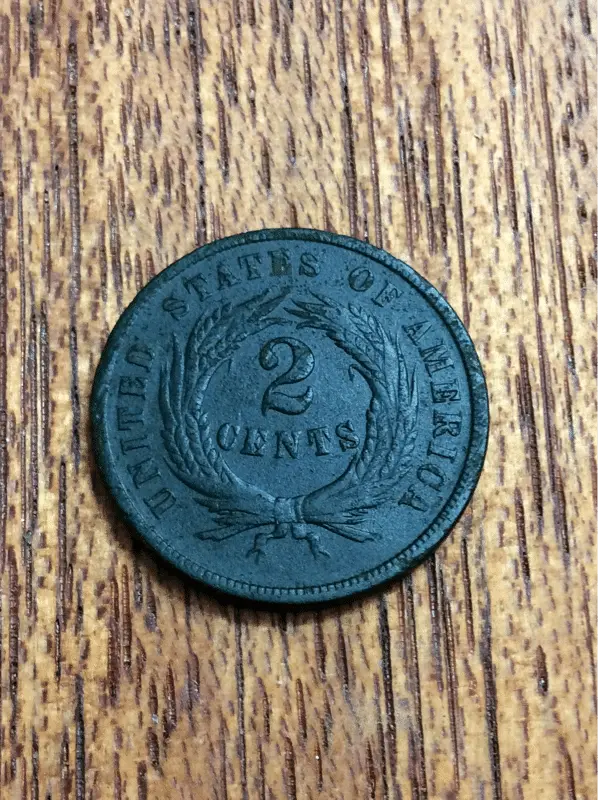 UNITED STATES OF AMERICA
2
CENTS